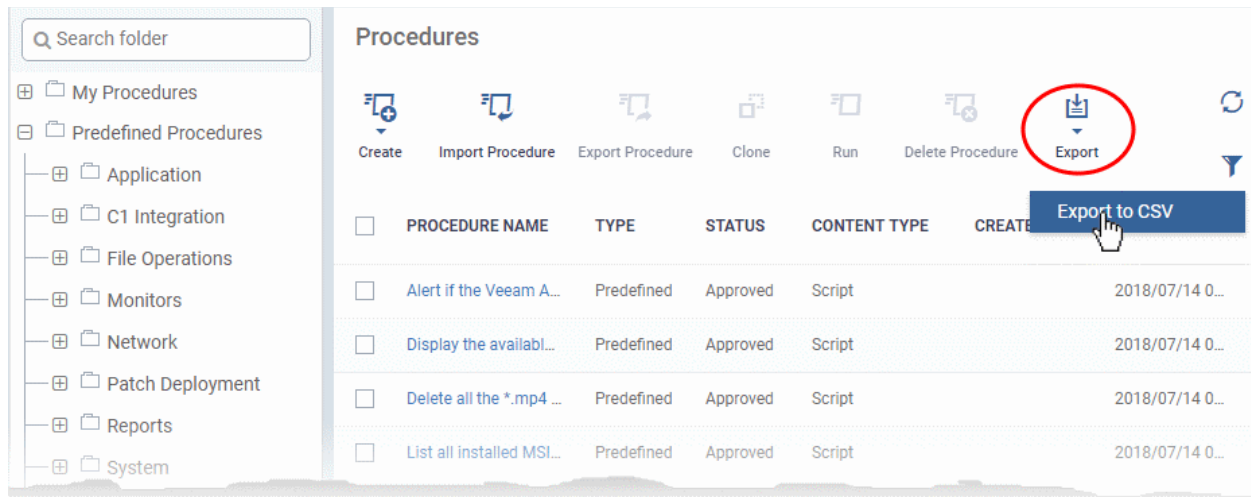 Search folder
My Procedures
Predefined Procedures
Application
C1 Integration
File Operations
Monitors
Network
Patch Deployment
Reports
System
Procedures
Create
Import Procedure
Export Procedure
Clone
Run
Delete Procedure
Export
Export to CSV
PROCEDURE NAME TYPE STATUS CONTENT TYPE CREATE
Alert if the Veeam A... Predefined Approved Script 2018/07/14 0...
Display the availabl... Predefined Approved Script 2018/07/14 0...
Delete all the *.mp4 ... Predefined Approved Script 2018/07/14 0...
List all installed MSI... Predefined Approved Script 2018/07/14 0...